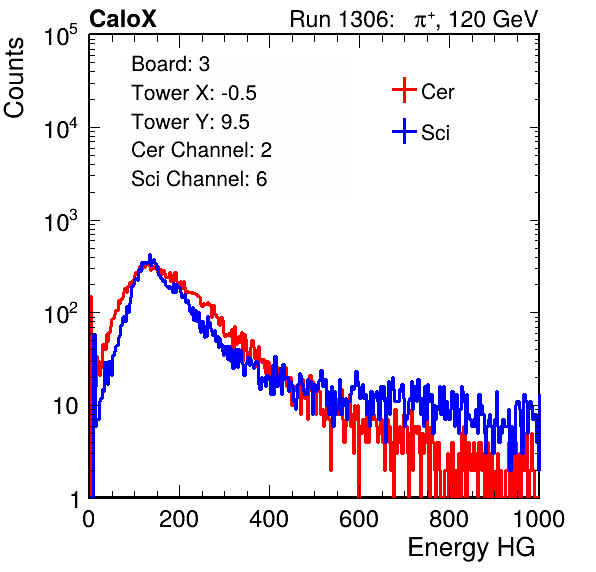 CaloX Run 1306: π⁺, 120 GeV
Counts
Board: 3
Tower X: -0.5
Tower Y: 9.5
Cer Channel: 2
Sci Channel: 6
Cer
Sci
10⁵
10⁴
10³
10²
10
1
0 200 400 600 800 1000
Energy HG